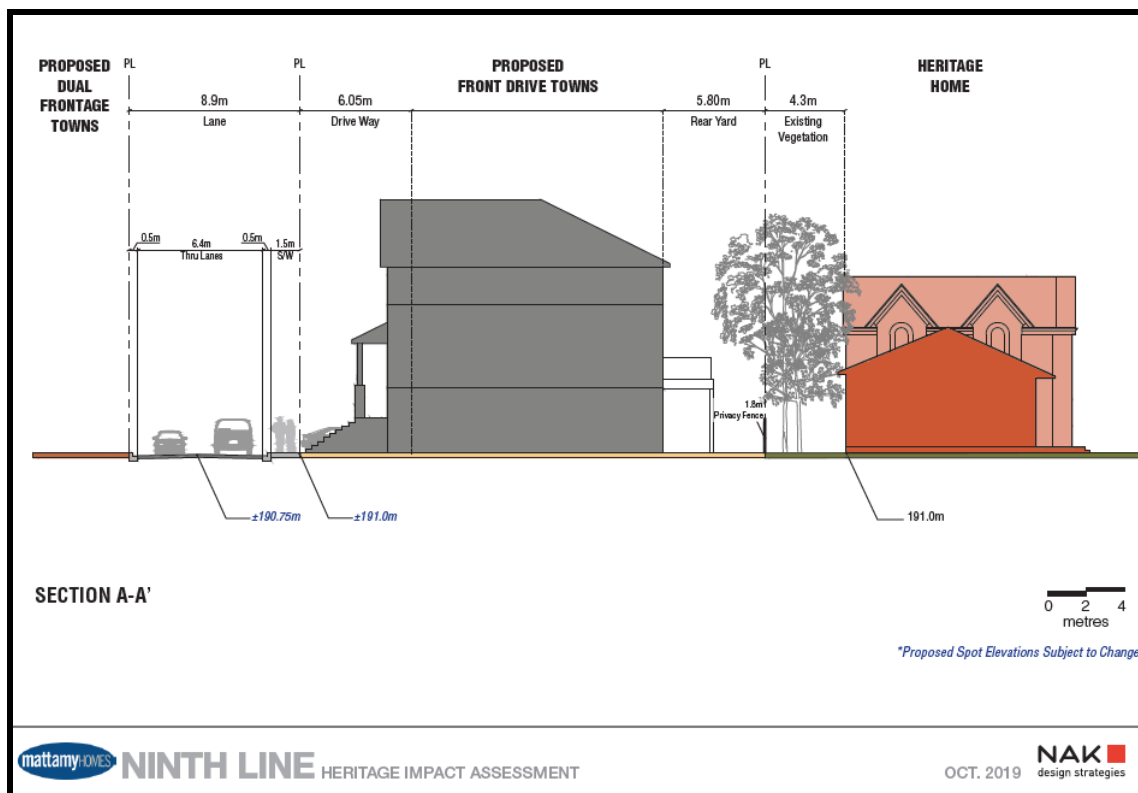 PROPOSED
DUAL
FRONTAGE
TOWNS
PL
PL
PROPOSED
FRONT DRIVE TOWNS
PL
HERITAGE
HOME
8.9m
Lane
6.05m
Drive Way
5.80m
Rear Yard
4.3m
Existing
Vegetation
0.5m
6.4m
Thru Lanes
0.5m
1.5m
S/W
1.8m
Privacy Fence
±190.75m
±191.0m
191.0m
SECTION A-A'
0 2 4
metres
*Proposed Spot Elevations Subject to Change
mattamyHOMES
NINTH LINE HERITAGE IMPACT ASSESSMENT
OCT. 2019
NAK
design strategies